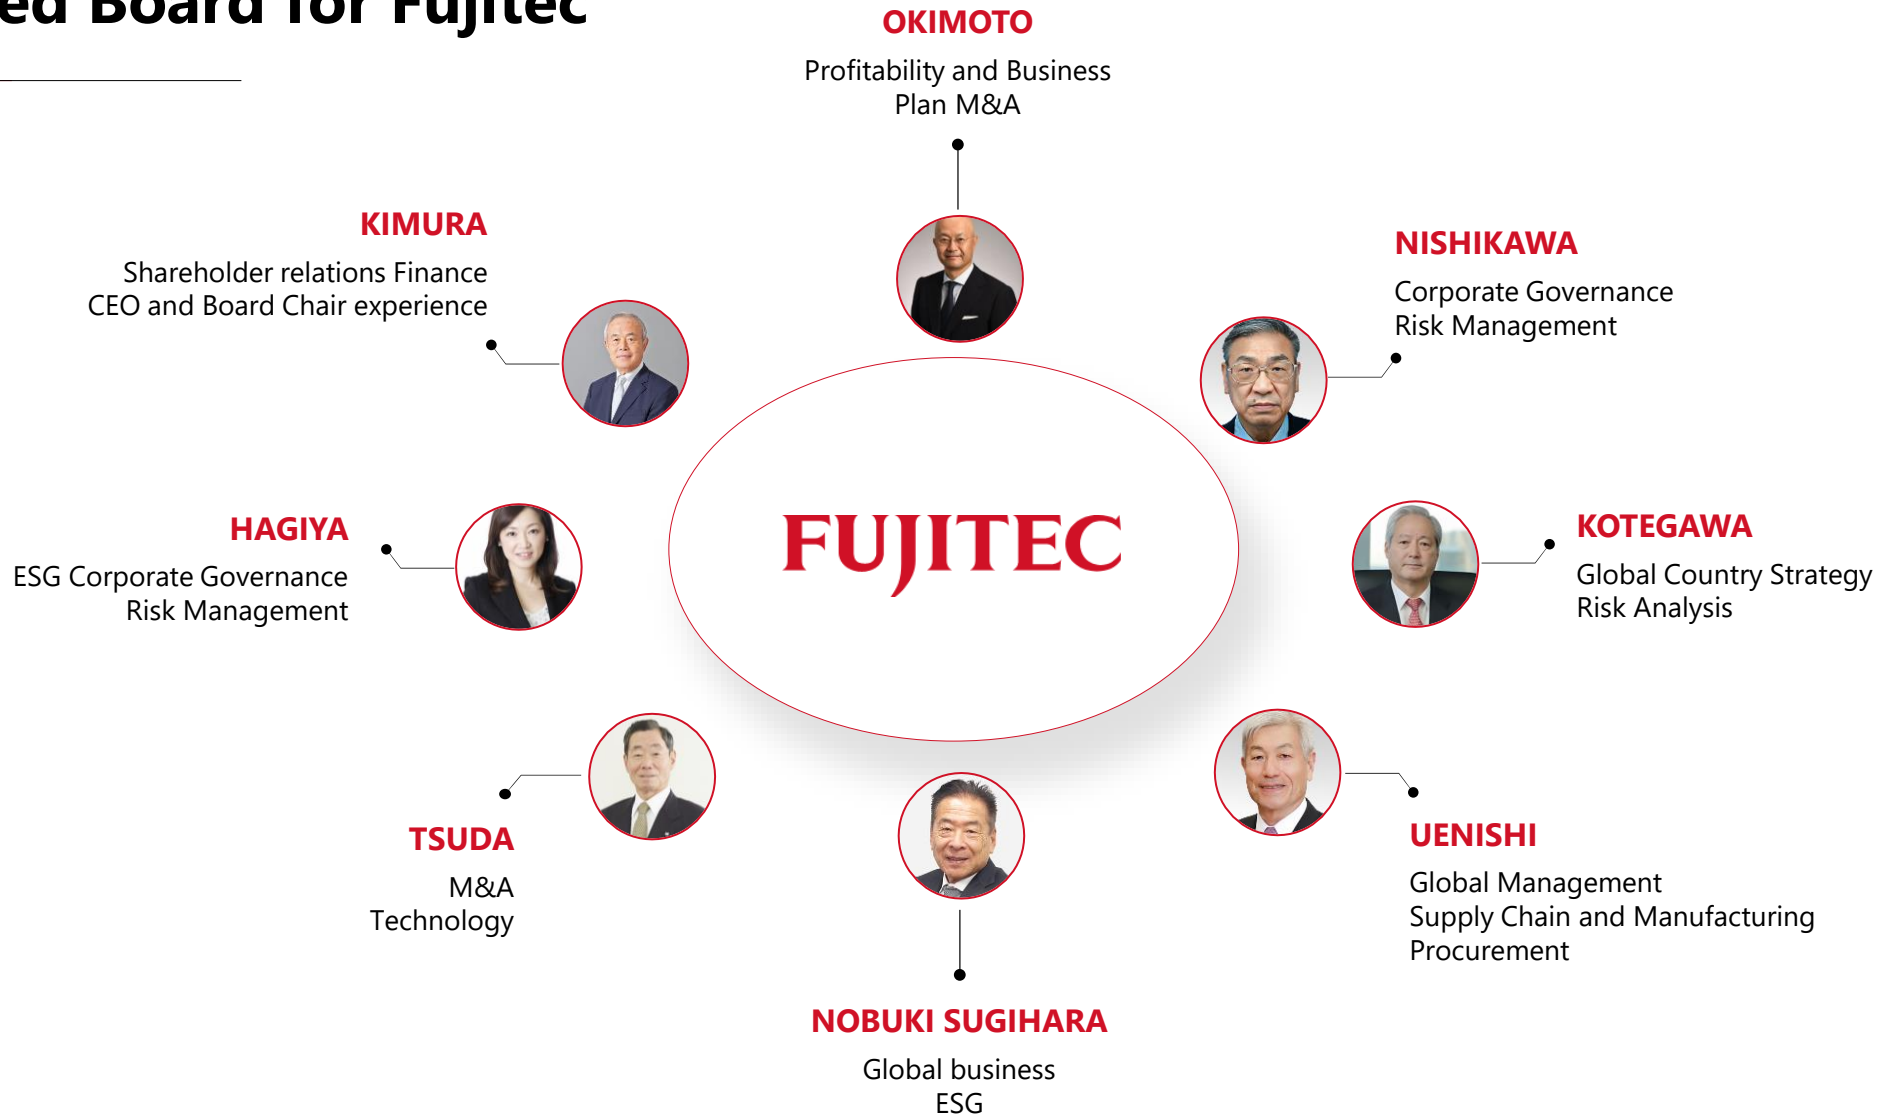 ed Board for Fujitec
OKIMOTO
Profitability and Business
Plan M&A
KIMURA
Shareholder relations Finance
CEO and Board Chair experience
NISHIKAWA
Corporate Governance
Risk Management
HAGIYA
ESG Corporate Governance
Risk Management
FUJITEC
KOTEGAWA
Global Country Strategy
Risk Analysis
TSUDA
M&A
Technology
UENISHI
Global Management
Supply Chain and Manufacturing
Procurement
NOBUKI SUGIHARA
Global business
ESG